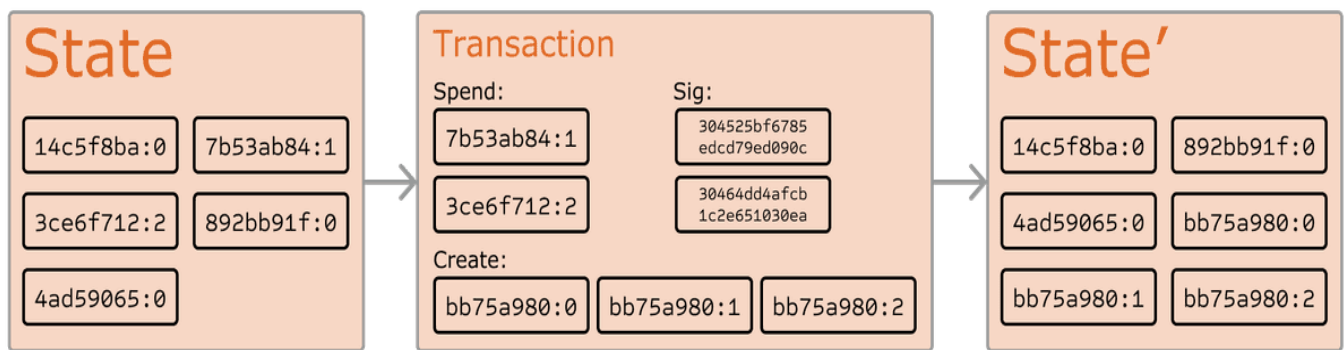 State
14c5f8ba:0 7b53ab84:1
3ce6f712:2 892bb91f:0
4ad59065:0
Transaction
Spend: Sig:
7b53ab84:1 304525bf6785
edcd79ed090c
3ce6f712:2 30464dd4afcb
1c2e651030ea
Create:
bb75a980:0 bb75a980:1 bb75a980:2
State’
14c5f8ba:0 892bb91f:0
4ad59065:0 bb75a980:0
bb75a980:1 bb75a980:2